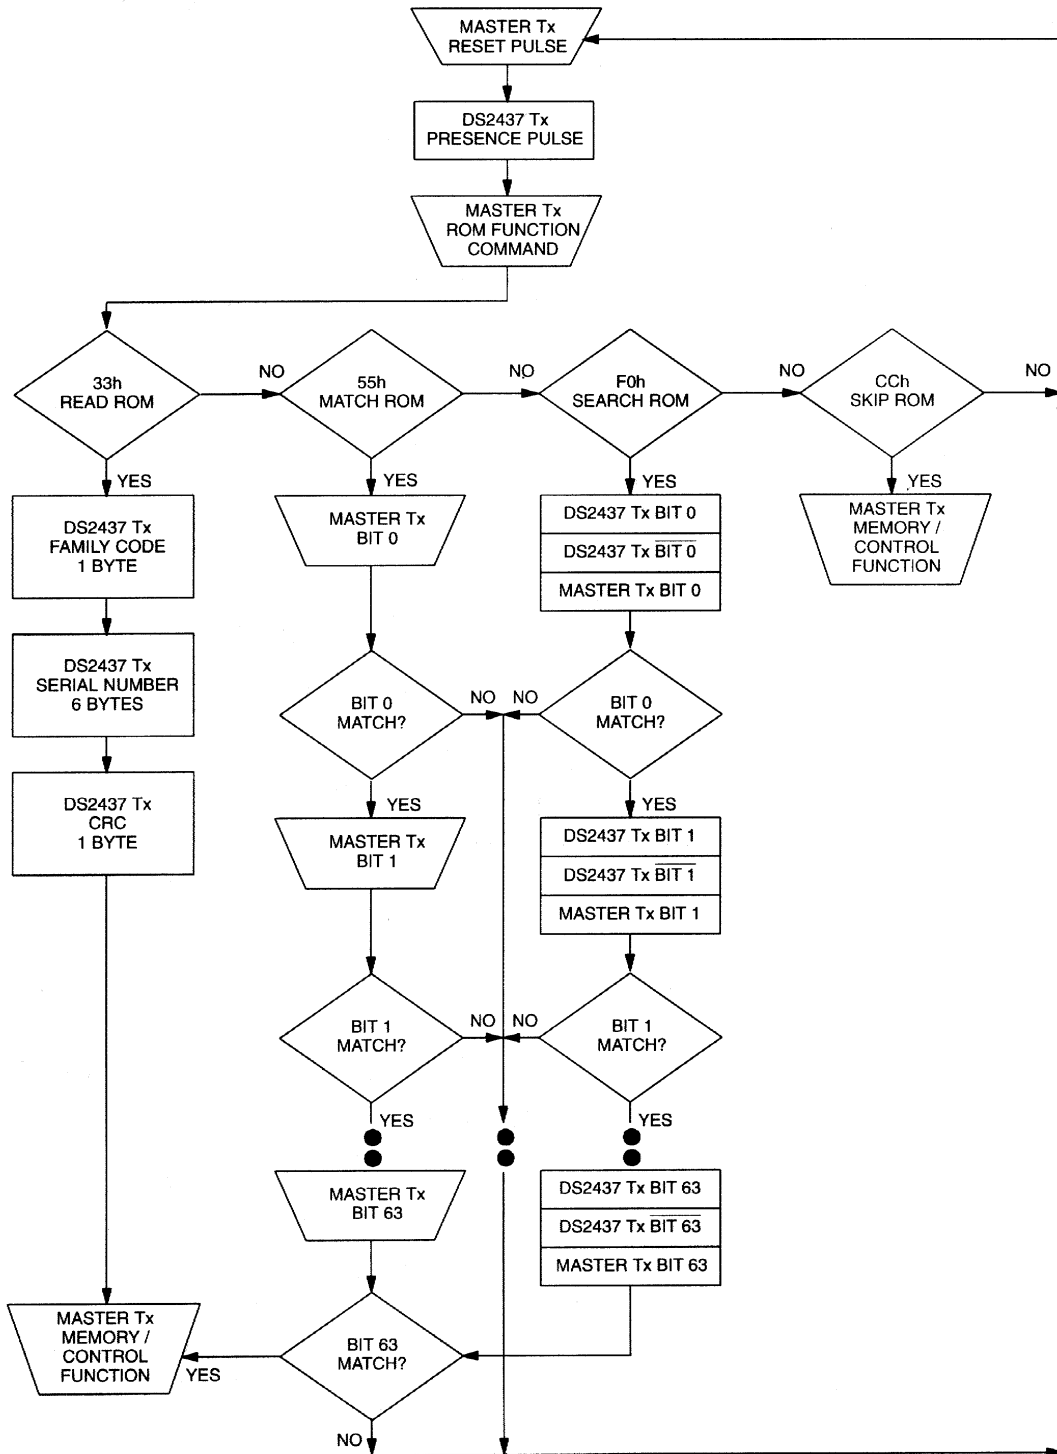 MASTER Tx
RESET PULSE
DS2437 Tx
PRESENCE PULSE
MASTER Tx
ROM FUNCTION
COMMAND
33h
READ ROM
NO
55h
MATCH ROM
NO
F0h
SEARCH ROM
NO
CCh
SKIP ROM
NO
YES
YES
YES
YES
DS2437 Tx
FAMILY CODE
1 BYTE
MASTER Tx
BIT 0
DS2437 Tx BIT 0
DS2437 Tx B̅I̅T̅ ̅0̅
MASTER Tx BIT 0
MASTER Tx
MEMORY /
CONTROL
FUNCTION
DS2437 Tx
SERIAL NUMBER
6 BYTES
BIT 0
MATCH?
NO
NO
BIT 0
MATCH?
DS2437 Tx
CRC
1 BYTE
YES
YES
MASTER Tx
BIT 1
DS2437 Tx BIT 1
DS2437 Tx B̅I̅T̅ ̅1̅
MASTER Tx BIT 1
BIT 1
MATCH?
NO
NO
BIT 1
MATCH?
YES
YES
MASTER Tx
BIT 63
DS2437 Tx BIT 63
DS2437 Tx B̅I̅T̅ ̅6̅3̅
MASTER Tx BIT 63
MASTER Tx
MEMORY /
CONTROL
FUNCTION
YES
BIT 63
MATCH?
NO